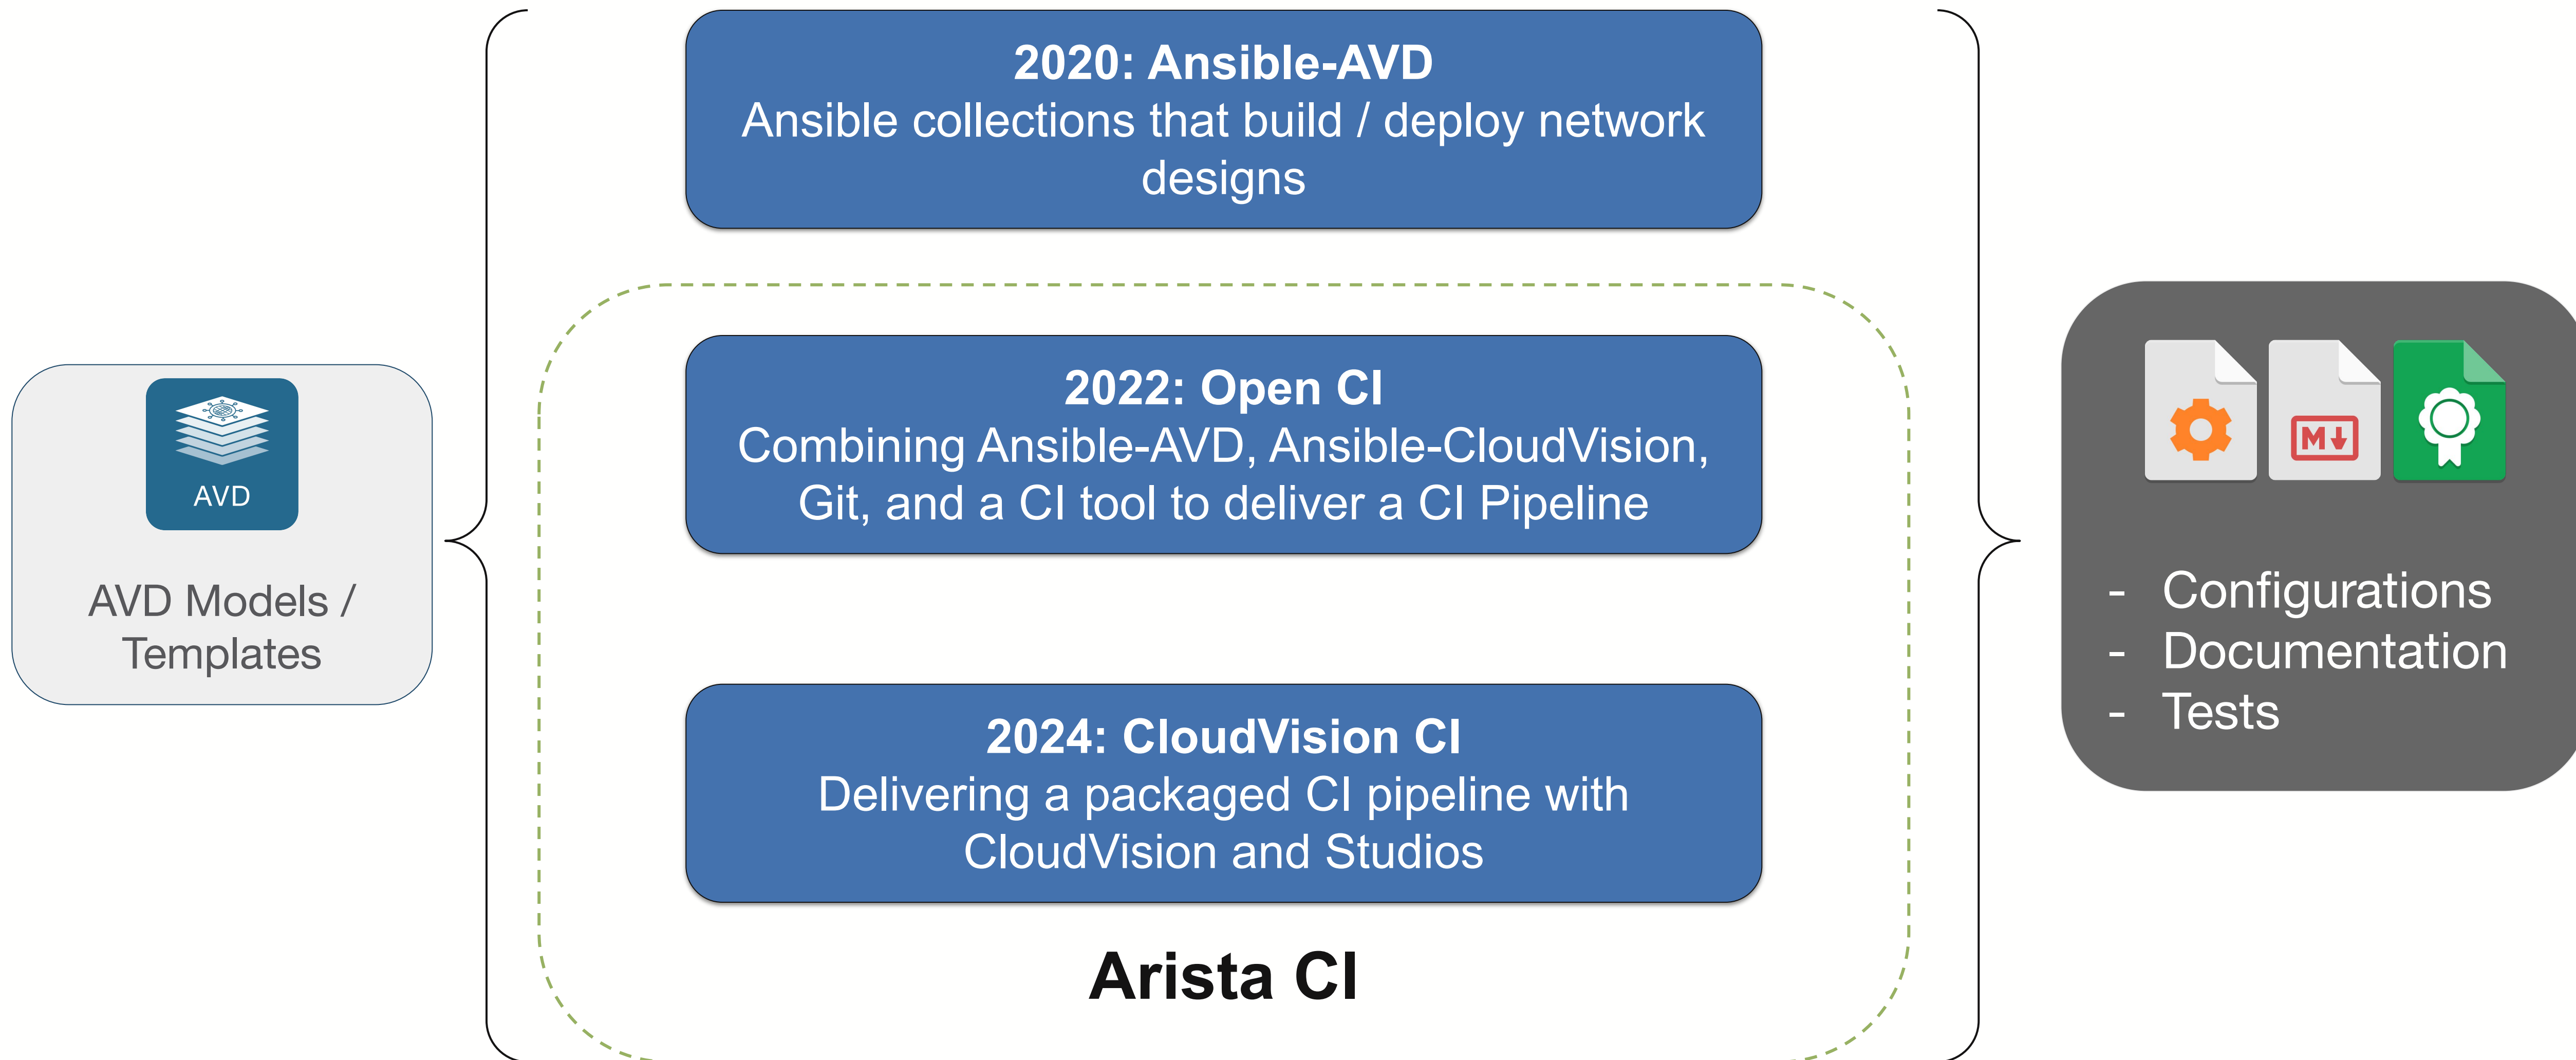 AVD
AVD Models /
Templates
2020: Ansible-AVD
Ansible collections that build / deploy network
designs
2022: Open CI
Combining Ansible-AVD, Ansible-CloudVision,
Git, and a CI tool to deliver a CI Pipeline
2024: CloudVision CI
Delivering a packaged CI pipeline with
CloudVision and Studios
Arista CI
M
- Configurations
- Documentation
- Tests